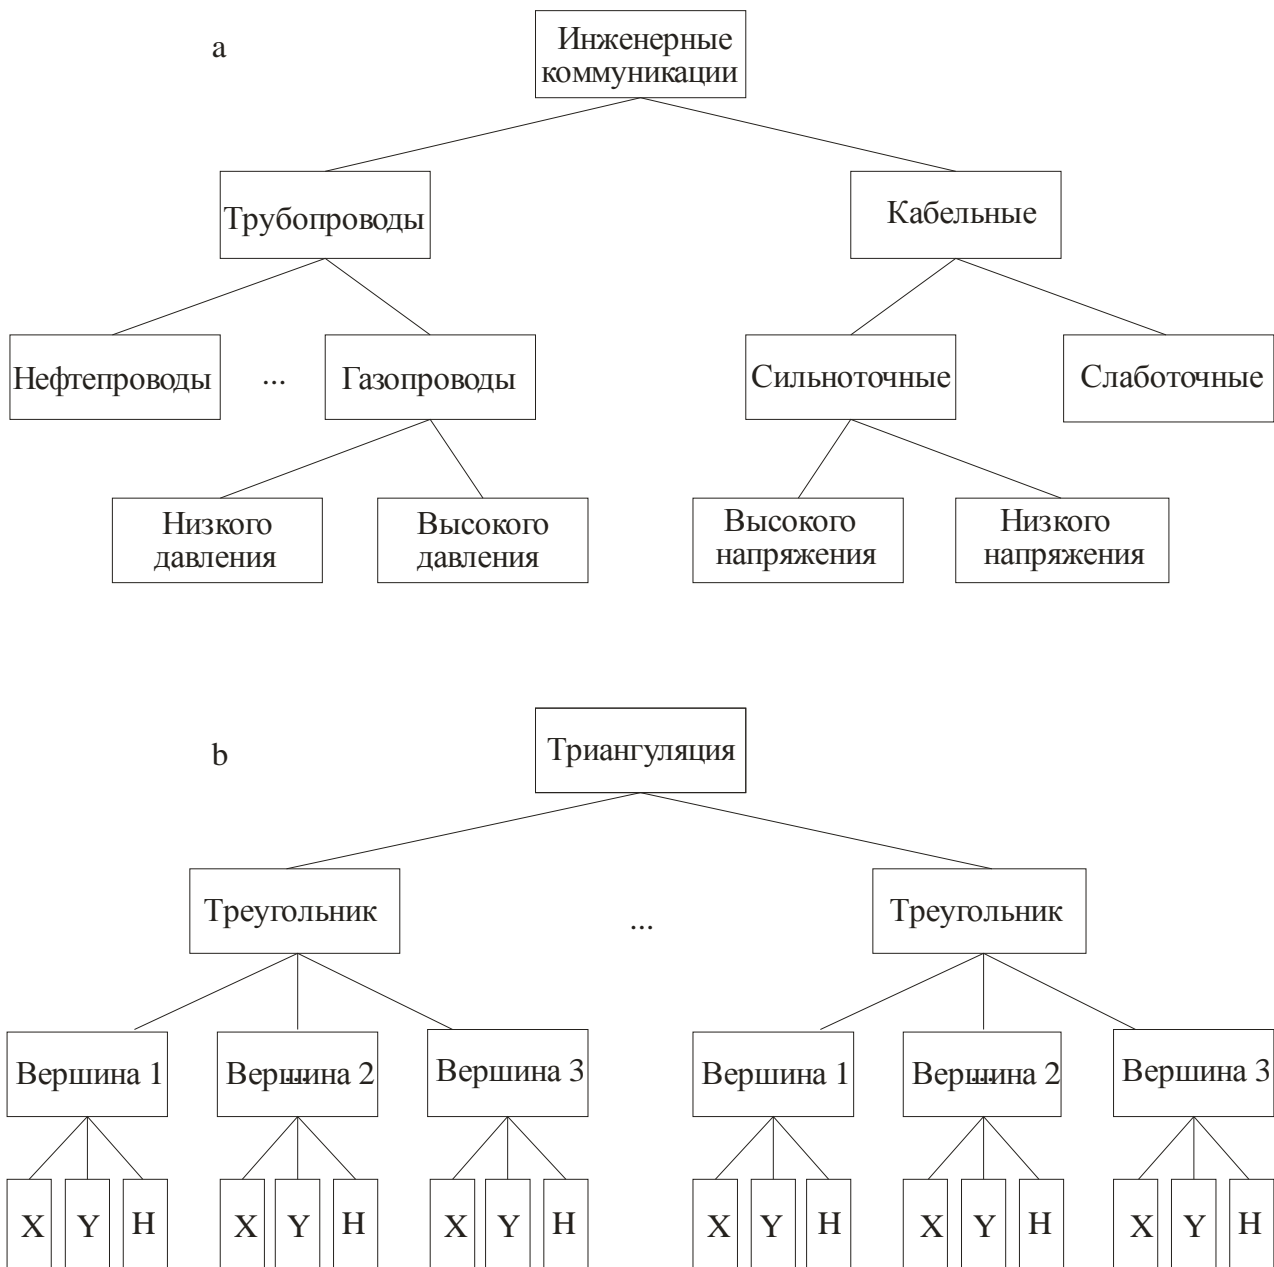 a
Инженерные
коммуникации
Трубопроводы
Кабельные
Нефтепроводы
...
Газопроводы
Сильноточные
Слаботочные
Низкого
давления
Высокого
давления
Высокого
напряжения
Низкого
напряжения
b
Триангуляция
Треугольник
...
Треугольник
Вершина 1
Вершина 2
...
Вершина 3
Вершина 1
Вершина 2
...
Вершина 3
X Y H
X Y H
X Y H
X Y H
X Y H
X Y H